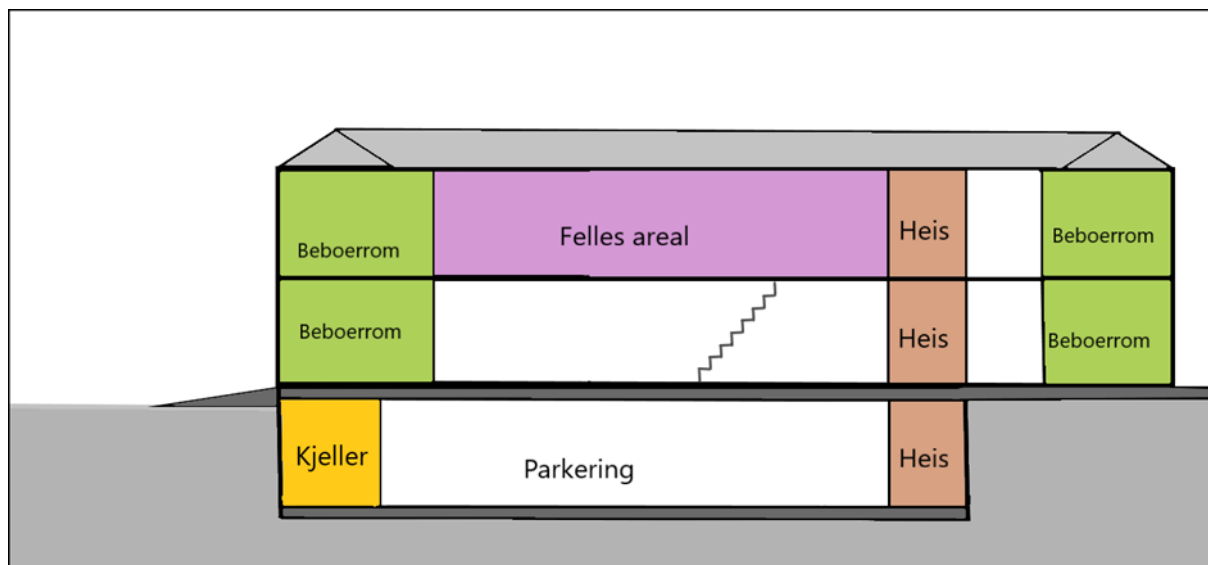 Beboerrom
Felles areal
Heis
Beboerrom
Beboerrom
Heis
Beboerrom
Kjeller
Parkering
Heis